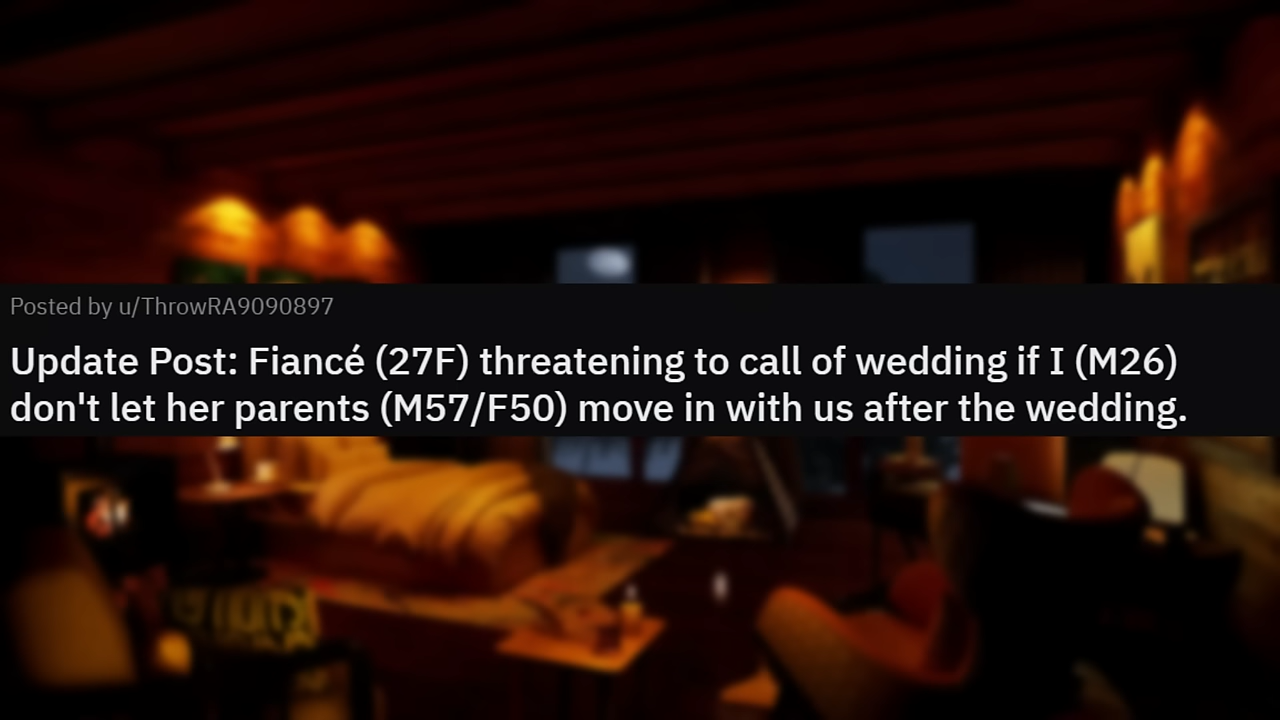 Posted by u/ThrowRA9090897
Update Post: Fiancé (27F) threatening to call of wedding if I (M26)
don't let her parents (M57/F50) move in with us after the wedding.